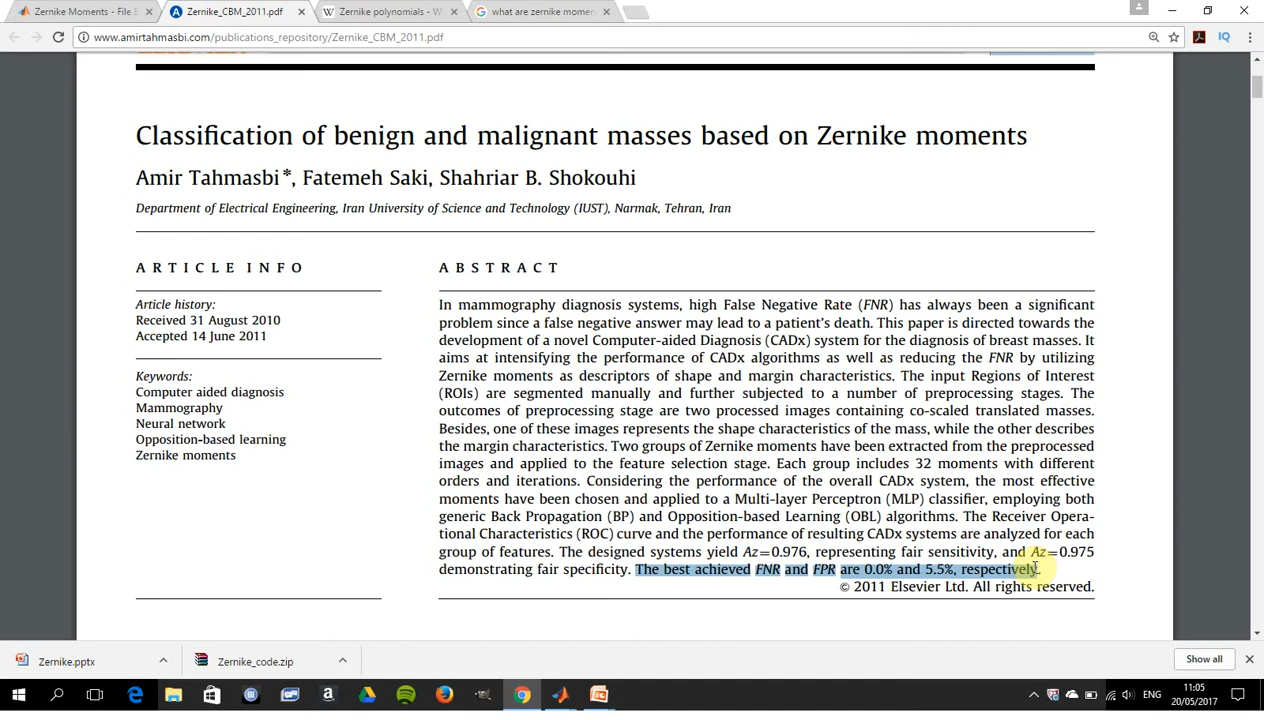 Zernike Moments - File E
Zernike_CBM_2011.pdf
Zernike polynomials - W
what are zernike momen
www.amirtahmasbi.com/publications_repository/Zernike_CBM_2011.pdf
Classification of benign and malignant masses based on Zernike moments
Amir Tahmasbi*, Fatemeh Saki, Shahriar B. Shokouhi
Department of Electrical Engineering, Iran University of Science and Technology (IUST), Narmak, Tehran, Iran
ARTICLE INFO
Article history:
Received 31 August 2010
Accepted 14 June 2011
Keywords:
Computer aided diagnosis
Mammography
Neural network
Opposition-based learning
Zernike moments
ABSTRACT
In mammography diagnosis systems, high False Negative Rate (FNR) has always been a significant
problem since a false negative answer may lead to a patient's death. This paper is directed towards the
development of a novel Computer-aided Diagnosis (CADx) system for the diagnosis of breast masses. It
aims at intensifying the performance of CADx algorithms as well as reducing the FNR by utilizing
Zernike moments as descriptors of shape and margin characteristics. The input Regions of Interest
(ROIs) are segmented manually and further subjected to a number of preprocessing stages. The
outcomes of preprocessing stage are two processed images containing co-scaled translated masses.
Besides, one of these images represents the shape characteristics of the mass, while the other describes
the margin characteristics. Two groups of Zernike moments have been extracted from the preprocessed
images and applied to the feature selection stage. Each group includes 32 moments with different
orders and iterations. Considering the performance of the overall CADx system, the most effective
moments have been chosen and applied to a Multi-layer Perceptron (MLP) classifier, employing both
generic Back Propagation (BP) and Opposition-based Learning (OBL) algorithms. The Receiver Opera-
tional Characteristics (ROC) curve and the performance of resulting CADx systems are analyzed for each
group of features. The designed systems yield Az=0.976, representing fair sensitivity, and Az=0.975
demonstrating fair specificity. The best achieved FNR and FPR are 0.0% and 5.5%, respectively.
© 2011 Elsevier Ltd. All rights reserved.
Zernike.pptx
Zernike_code.zip
Show all
ENG
11:05
20/05/2017